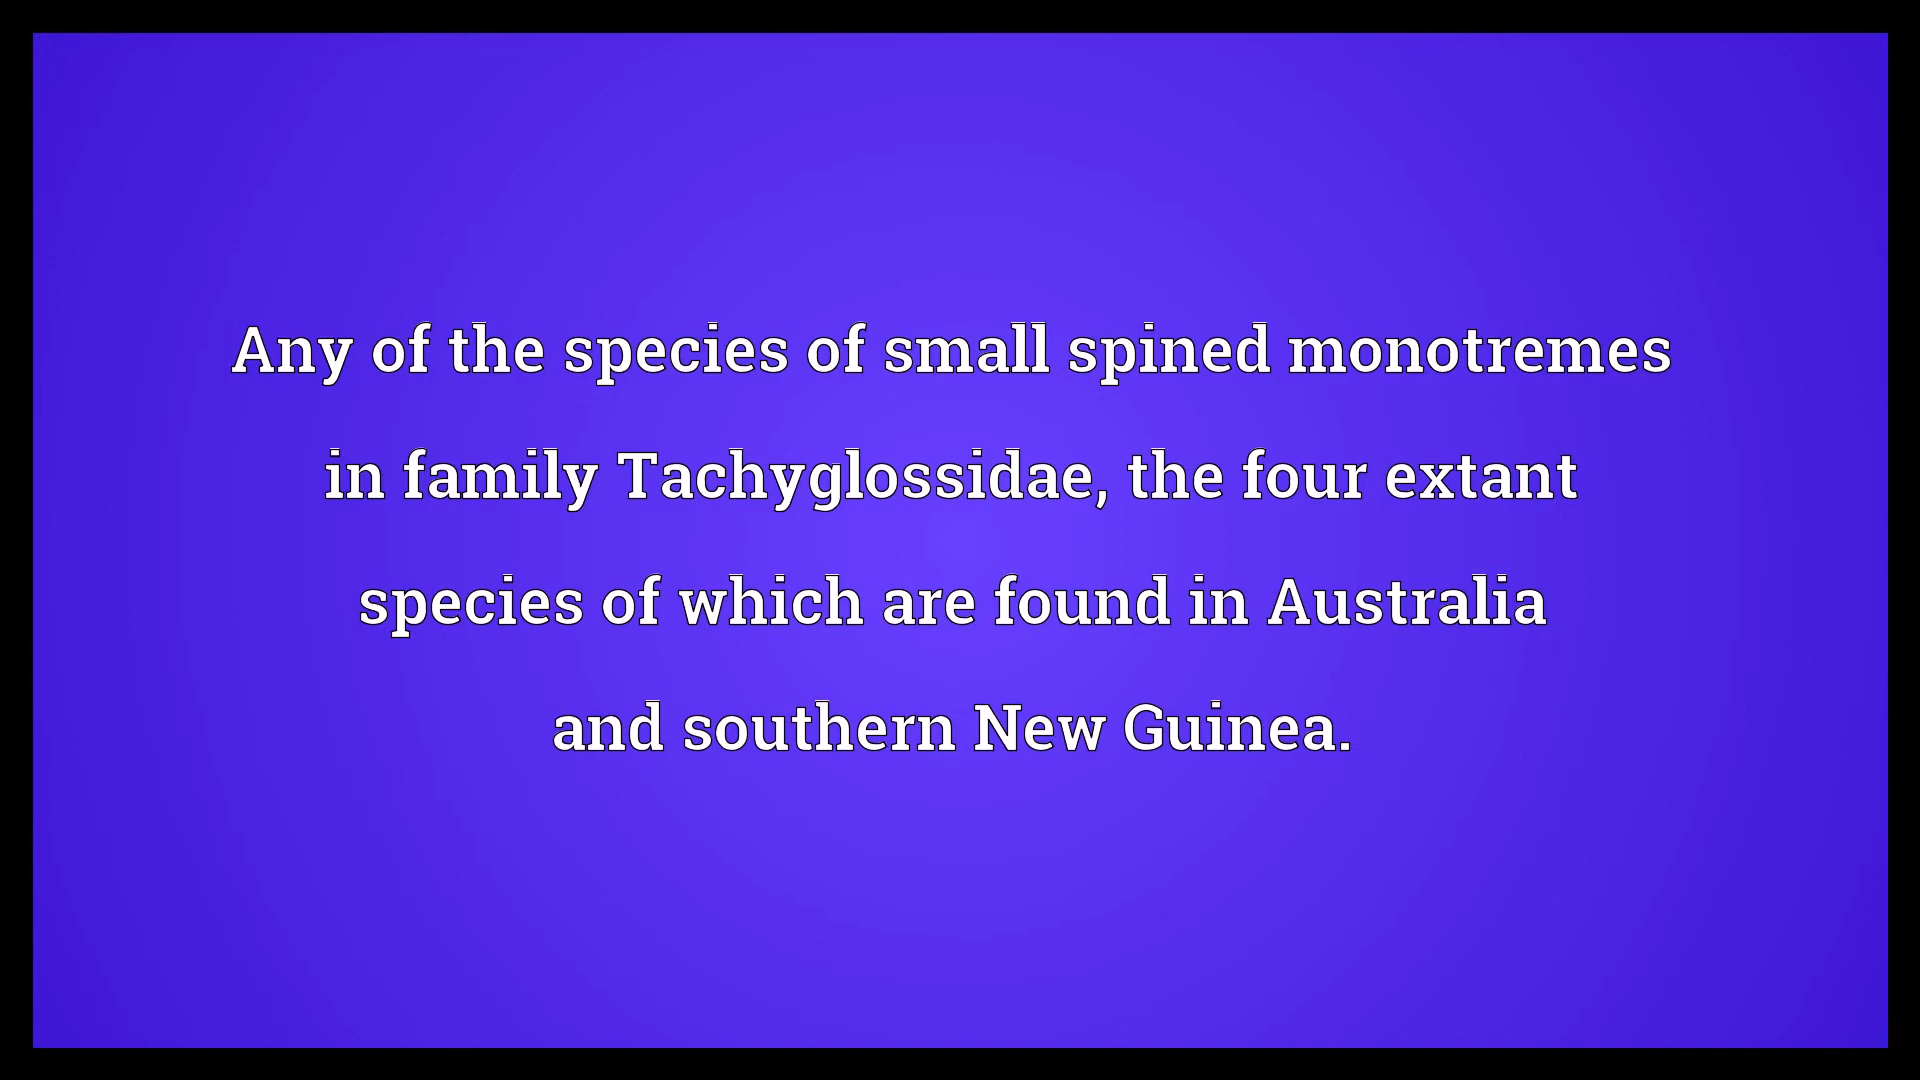 Any of the species of small spined monotremes
in family Tachyglossidae, the four extant
species of which are found in Australia
and southern New Guinea.